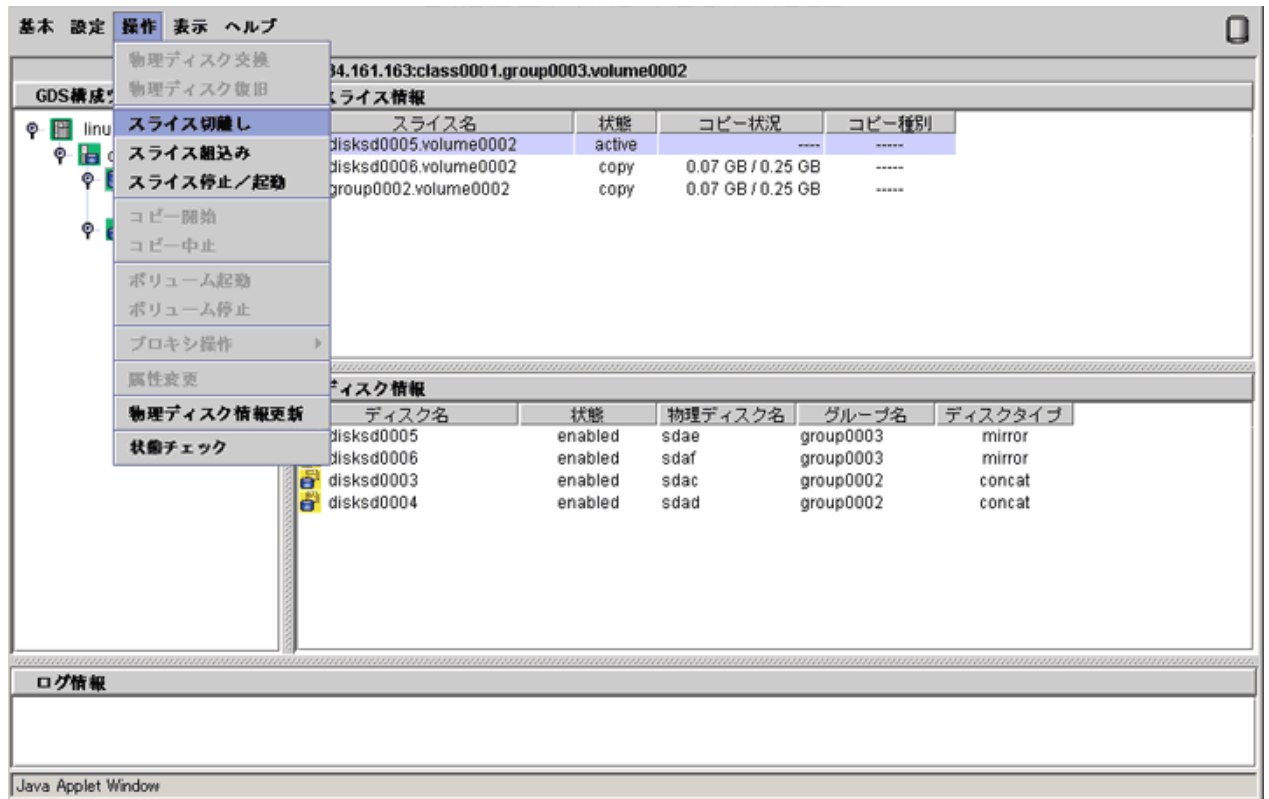 基本 設定 操作 表示 ヘルプ
34.161.163:class0001.group0003.volume0002
GDS構成
スライス情報
物理ディスク交換
物理ディスク復旧
スライス切離し
スライス組込み
スライス停止／起動
コピー開始
コピー中止
ボリューム起動
ボリューム停止
プロキシ操作
属性変更
物理ディスク情報更新
状態チェック
linu
スライス名 状態 コピー状況 コピー種別
disksd0005.volume0002 active ---- -----
disksd0006.volume0002 copy 0.07 GB / 0.25 GB -----
group0002.volume0002 copy 0.07 GB / 0.25 GB -----
ディスク情報
ディスク名 状態 物理ディスク名 グループ名 ディスクタイプ
disksd0005 enabled sdae group0003 mirror
disksd0006 enabled sdaf group0003 mirror
disksd0003 enabled sdac group0002 concat
disksd0004 enabled sdad group0002 concat
ログ情報
Java Applet Window